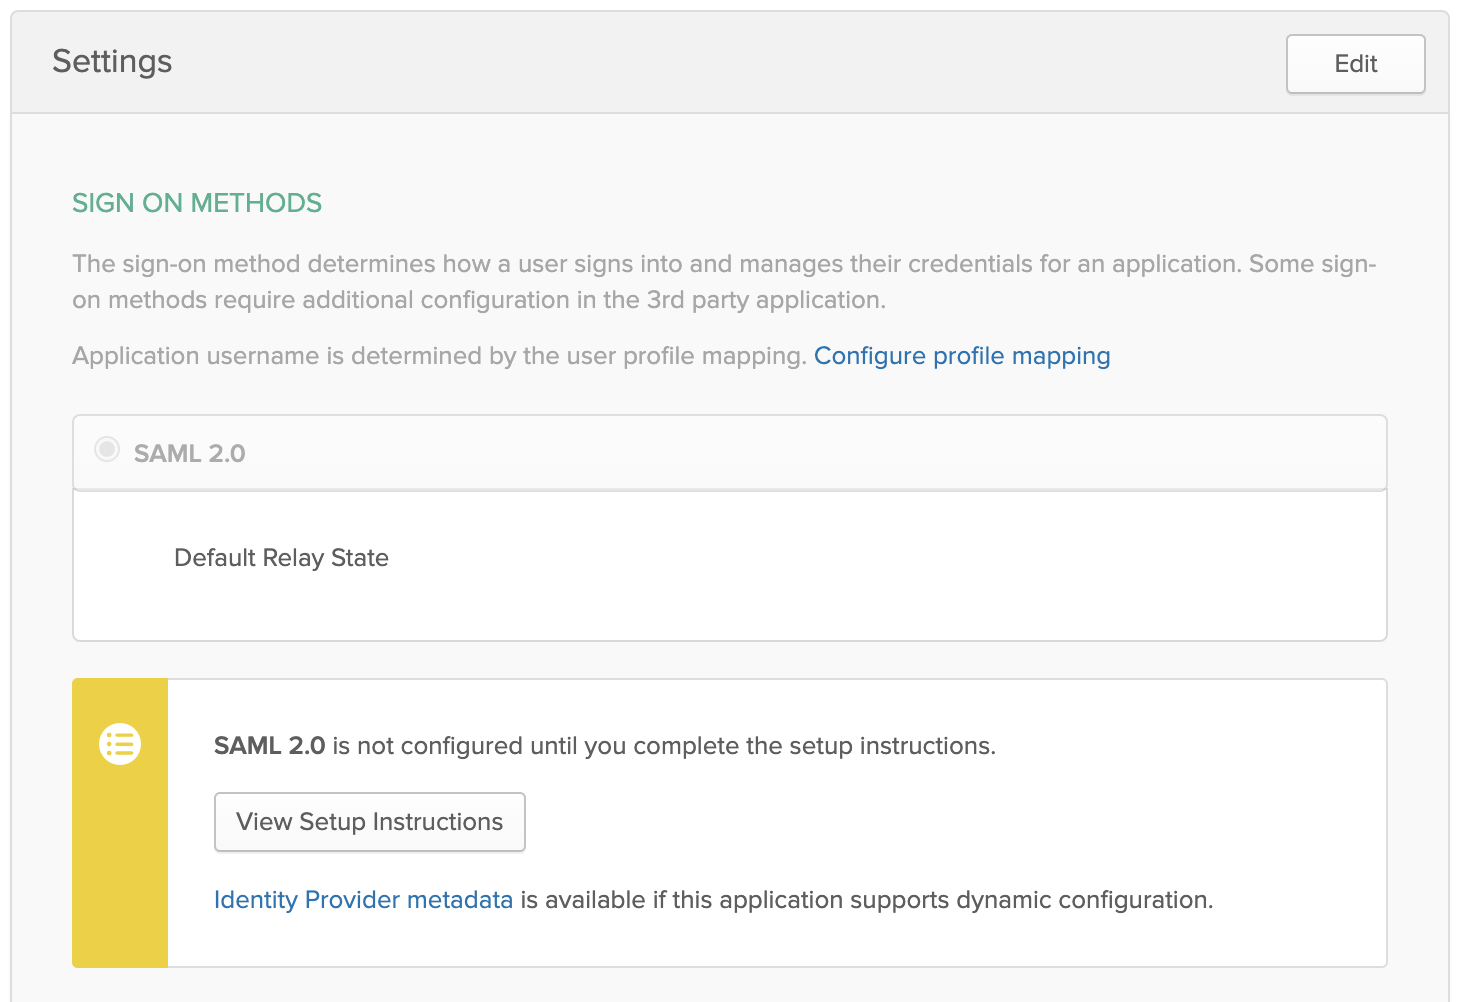 Settings
Edit
SIGN ON METHODS
The sign-on method determines how a user signs into and manages their credentials for an application. Some sign-
on methods require additional configuration in the 3rd party application.
Application username is determined by the user profile mapping. Configure profile mapping
SAML 2.0
Default Relay State
SAML 2.0 is not configured until you complete the setup instructions.
View Setup Instructions
Identity Provider metadata is available if this application supports dynamic configuration.